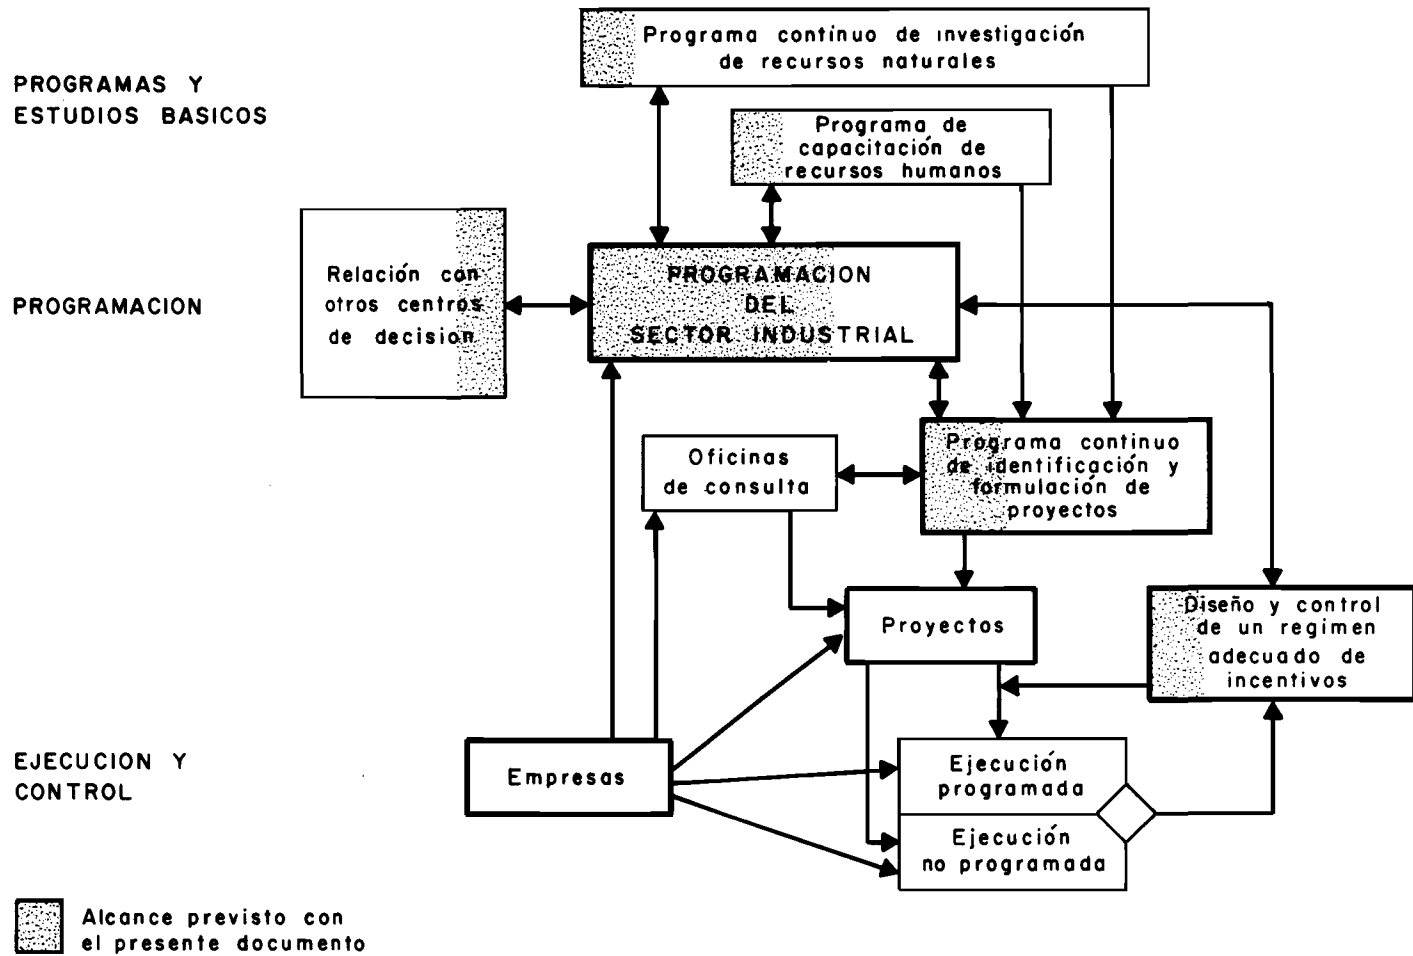 Programa continuo de investigación
de recursos naturales
PROGRAMAS Y
ESTUDIOS BASICOS
Programa de
capacitación de
recursos humanos
Relación con
otros centros
de decision
PROGRAMACION
PROGRAMACION
DEL
SECTOR INDUSTRIAL
Oficinas
de consulta
Programa continuo
de identificación y
formulación de
proyectos
Proyectos
Diseño y control
de un regimen
adecuado de
incentivos
EJECUCION Y
CONTROL
Empresas
Ejecución
programada
Ejecución
no programada
Alcance previsto con
el presente documento